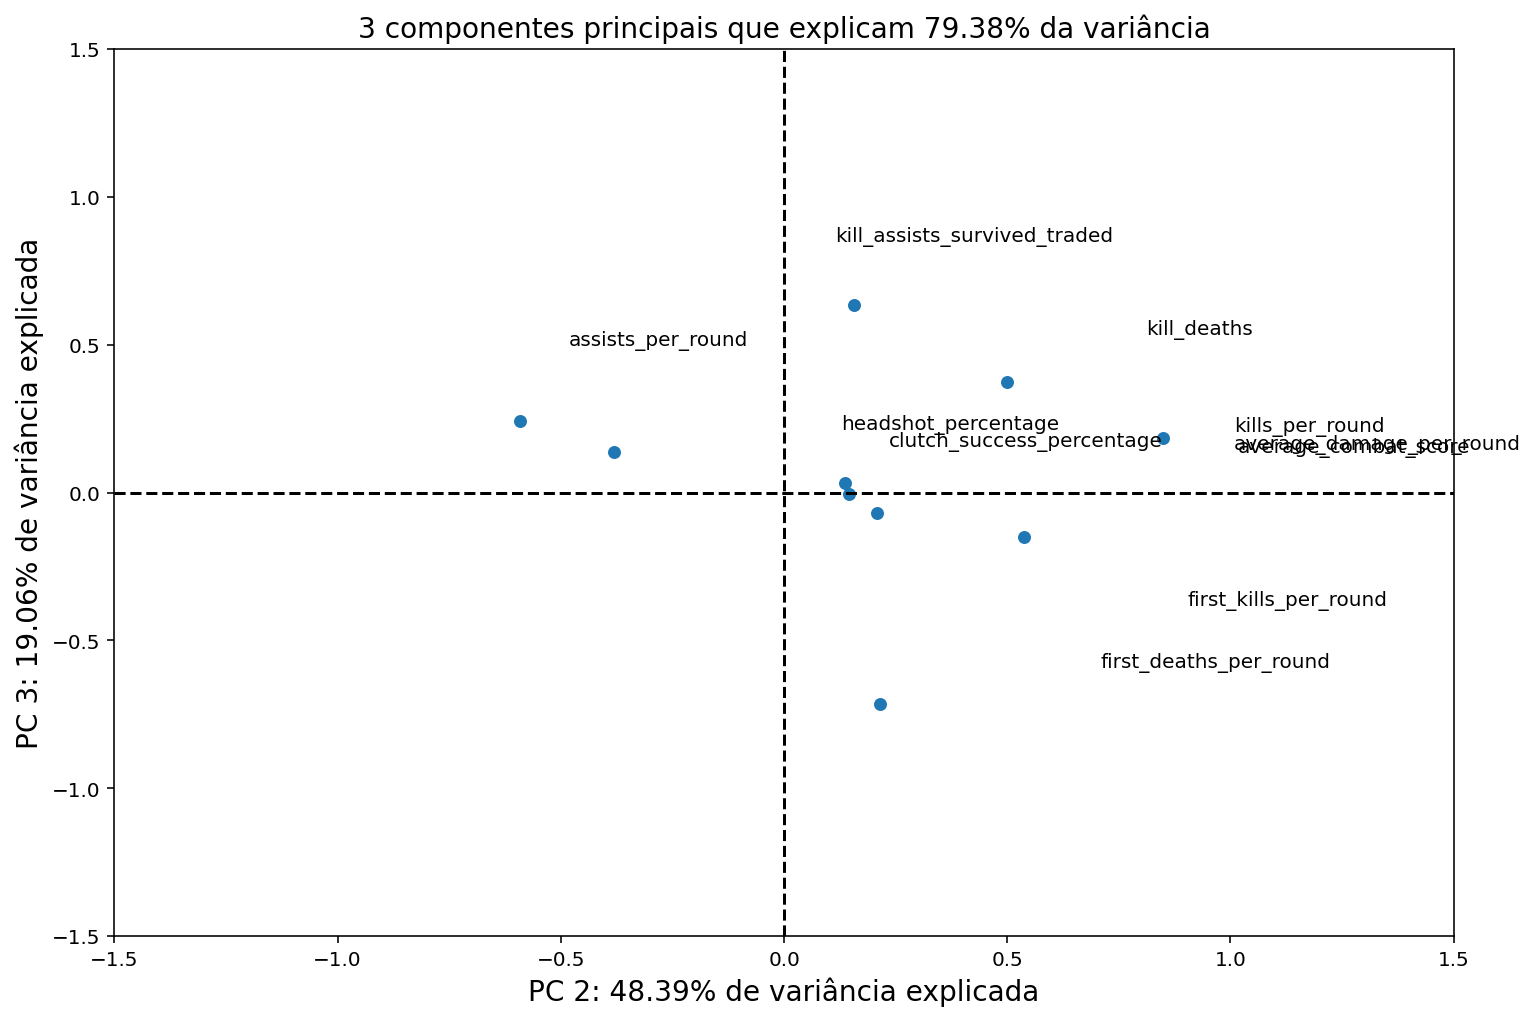 3 componentes principais que explicam 79.38% da variância
1.5
1.0
0.5
0.0
−0.5
−1.0
−1.5
PC 3: 19.06% de variância explicada
kill_assists_survived_traded
kill_deaths
assists_per_round
headshot_percentage
kills_per_round
clutch_success_percentage
average_damage_per_round
average_combat_score
first_kills_per_round
first_deaths_per_round
−1.5
−1.0
−0.5
0.0
0.5
1.0
1.5
PC 2: 48.39% de variância explicada